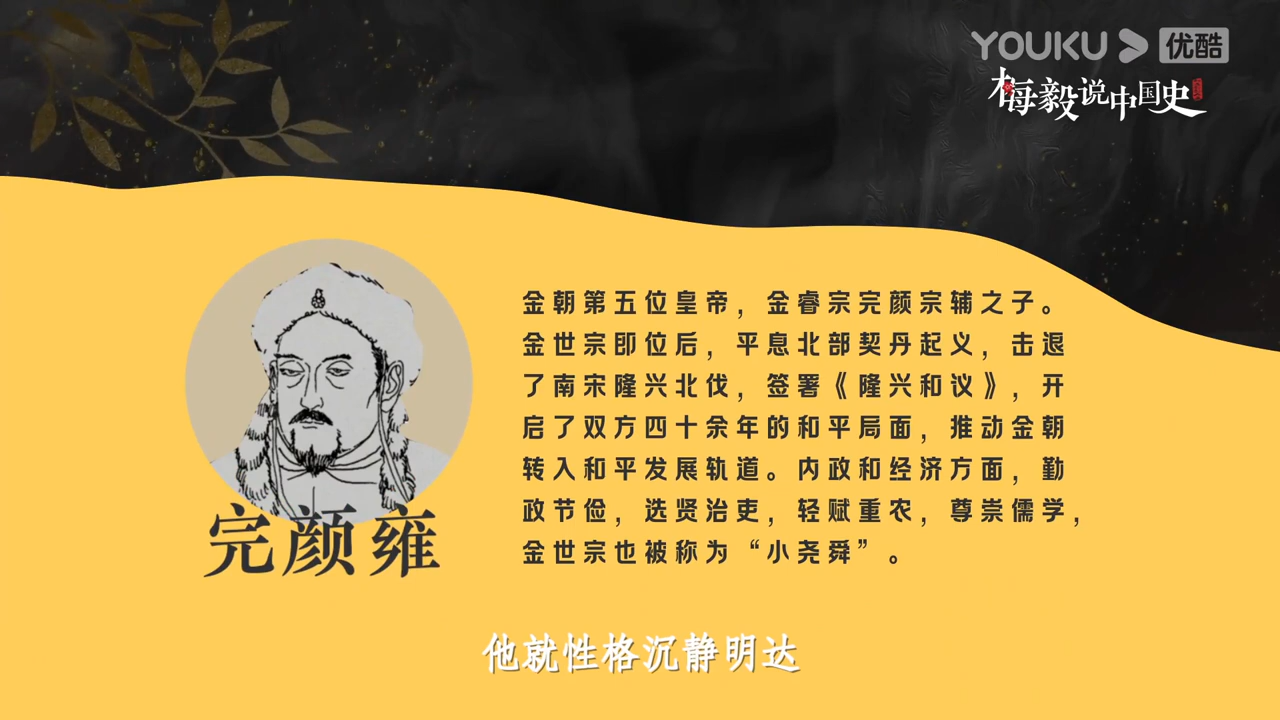 YOUKU 优酷
梅毅说中国史
金朝第五位皇帝，金睿宗完颜宗辅之子。
金世宗即位后，平息北部契丹起义，击退
了南宋隆兴北伐，签署《隆兴和议》，开
启了双方四十余年的和平局面，推动金朝
转入和平发展轨道。内政和经济方面，勤
政节俭，选贤治吏，轻赋重农，尊崇儒学，
金世宗也被称为“小尧舜”。
完颜雍
他就性格沉静明达